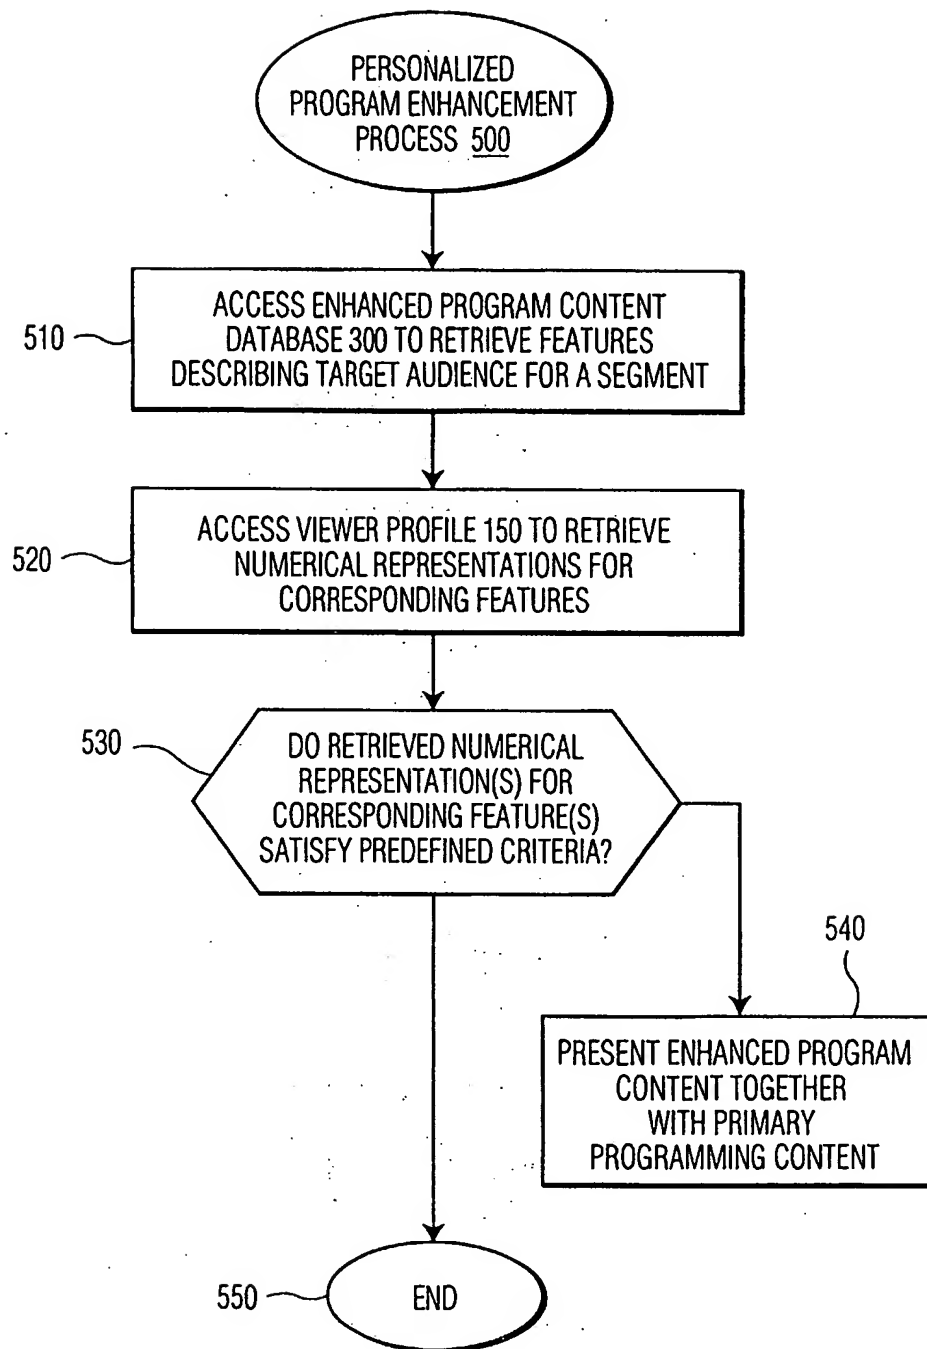 PERSONALIZED
PROGRAM ENHANCEMENT
PROCESS 500
510
ACCESS ENHANCED PROGRAM CONTENT
DATABASE 300 TO RETRIEVE FEATURES
DESCRIBING TARGET AUDIENCE FOR A SEGMENT
520
ACCESS VIEWER PROFILE 150 TO RETRIEVE
NUMERICAL REPRESENTATIONS FOR
CORRESPONDING FEATURES
530
DO RETRIEVED NUMERICAL
REPRESENTATION(S) FOR
CORRESPONDING FEATURE(S)
SATISFY PREDEFINED CRITERIA?
540
PRESENT ENHANCED PROGRAM
CONTENT TOGETHER
WITH PRIMARY
PROGRAMMING CONTENT
550
END